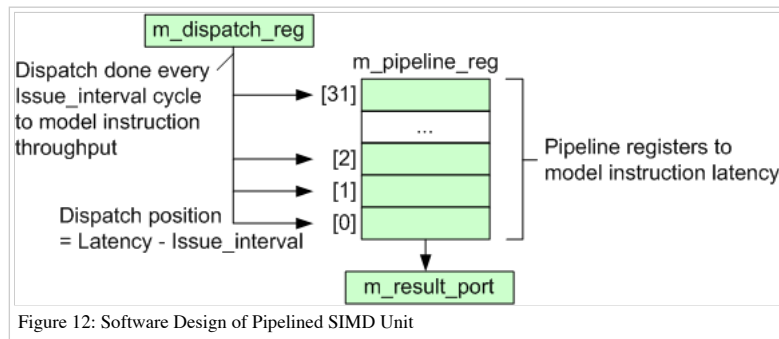 m_dispatch_reg
Dispatch done every
Issue_interval cycle
to model instruction
throughput
m_pipeline_reg
[31]
...
[2]
[1]
[0]
Pipeline registers to
model instruction latency
Dispatch position
= Latency - Issue_interval
m_result_port
Figure 12: Software Design of Pipelined SIMD Unit